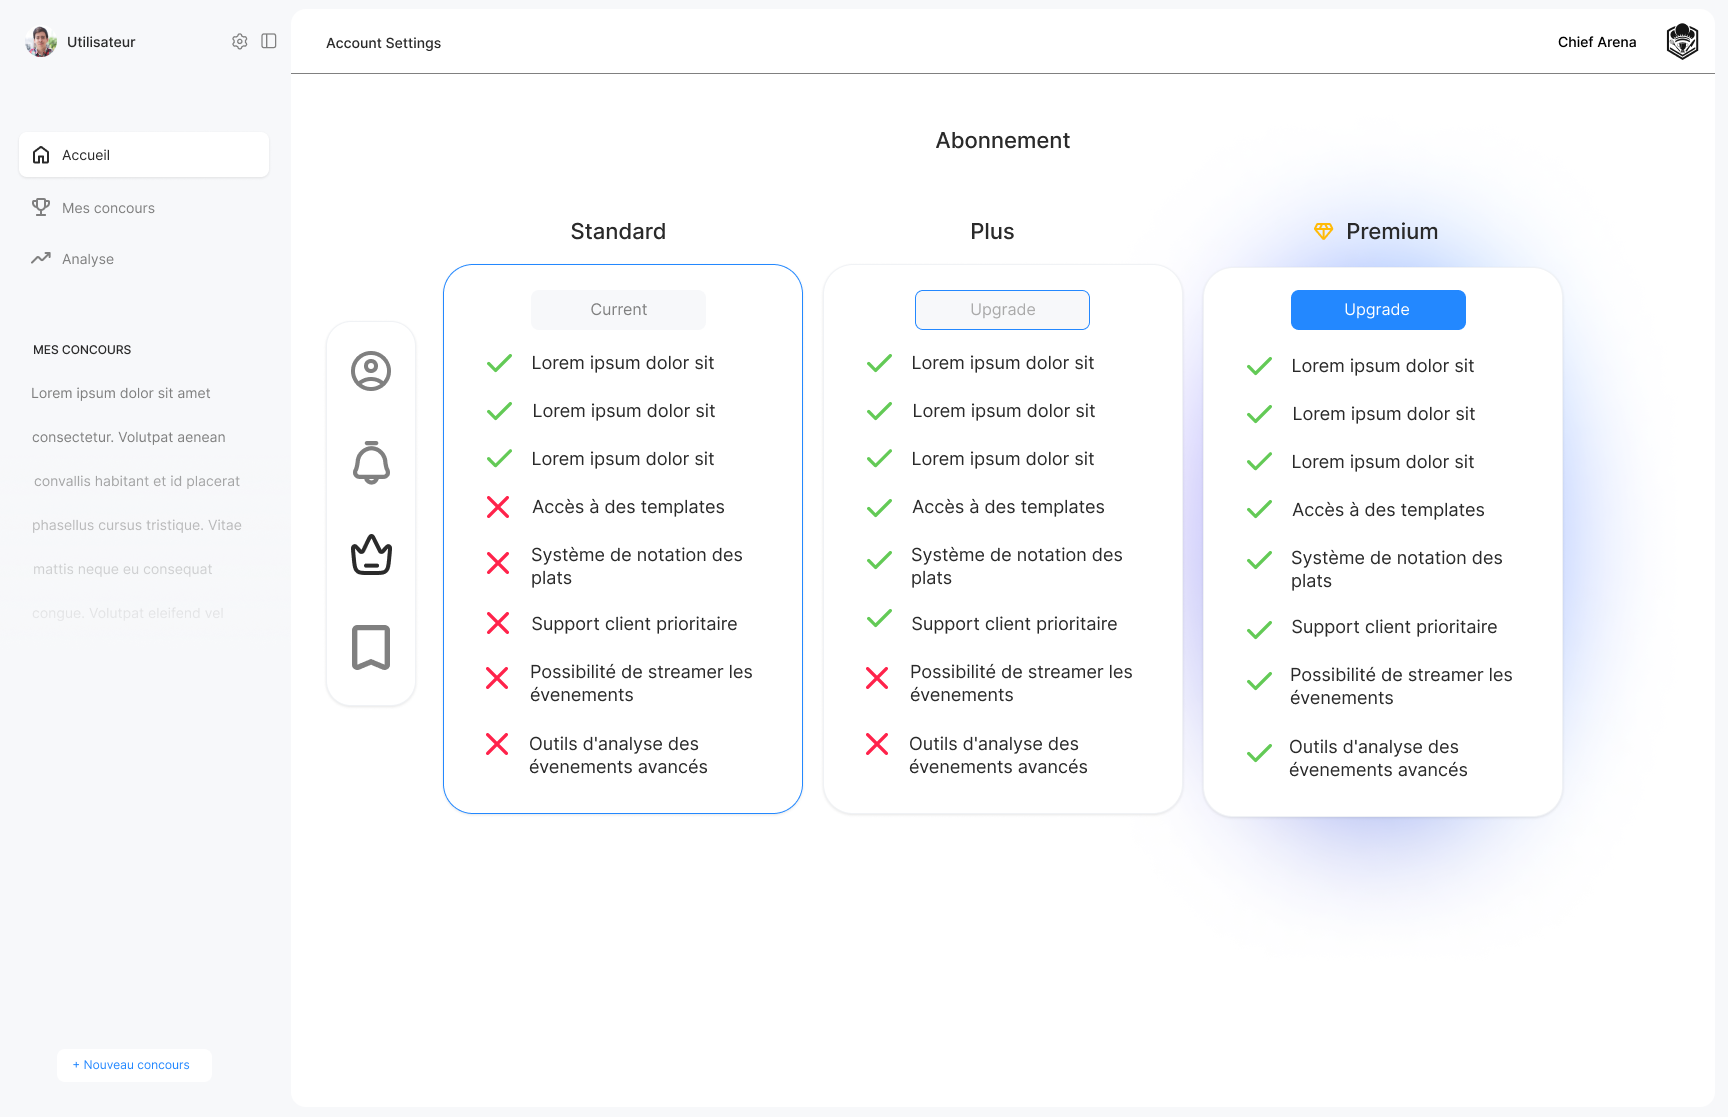 Utilisateur
Account Settings
Chief Arena
Accueil
Mes concours
Analyse
MES CONCOURS
Lorem ipsum dolor sit amet
consectetur. Volutpat aenean
convallis habitant et id placerat
phasellus cursus tristique. Vitae
mattis neque eu consequat
congue. Volutpat eleifend vel
+ Nouveau concours
Abonnement
Standard
Current
Lorem ipsum dolor sit
Lorem ipsum dolor sit
Lorem ipsum dolor sit
Accès à des templates
Système de notation des
plats
Support client prioritaire
Possibilité de streamer les
évenements
Outils d'analyse des
évenements avancés
Plus
Upgrade
Lorem ipsum dolor sit
Lorem ipsum dolor sit
Lorem ipsum dolor sit
Accès à des templates
Système de notation des
plats
Support client prioritaire
Possibilité de streamer les
évenements
Outils d'analyse des
évenements avancés
Premium
Upgrade
Lorem ipsum dolor sit
Lorem ipsum dolor sit
Lorem ipsum dolor sit
Accès à des templates
Système de notation des
plats
Support client prioritaire
Possibilité de streamer les
évenements
Outils d'analyse des
évenements avancés